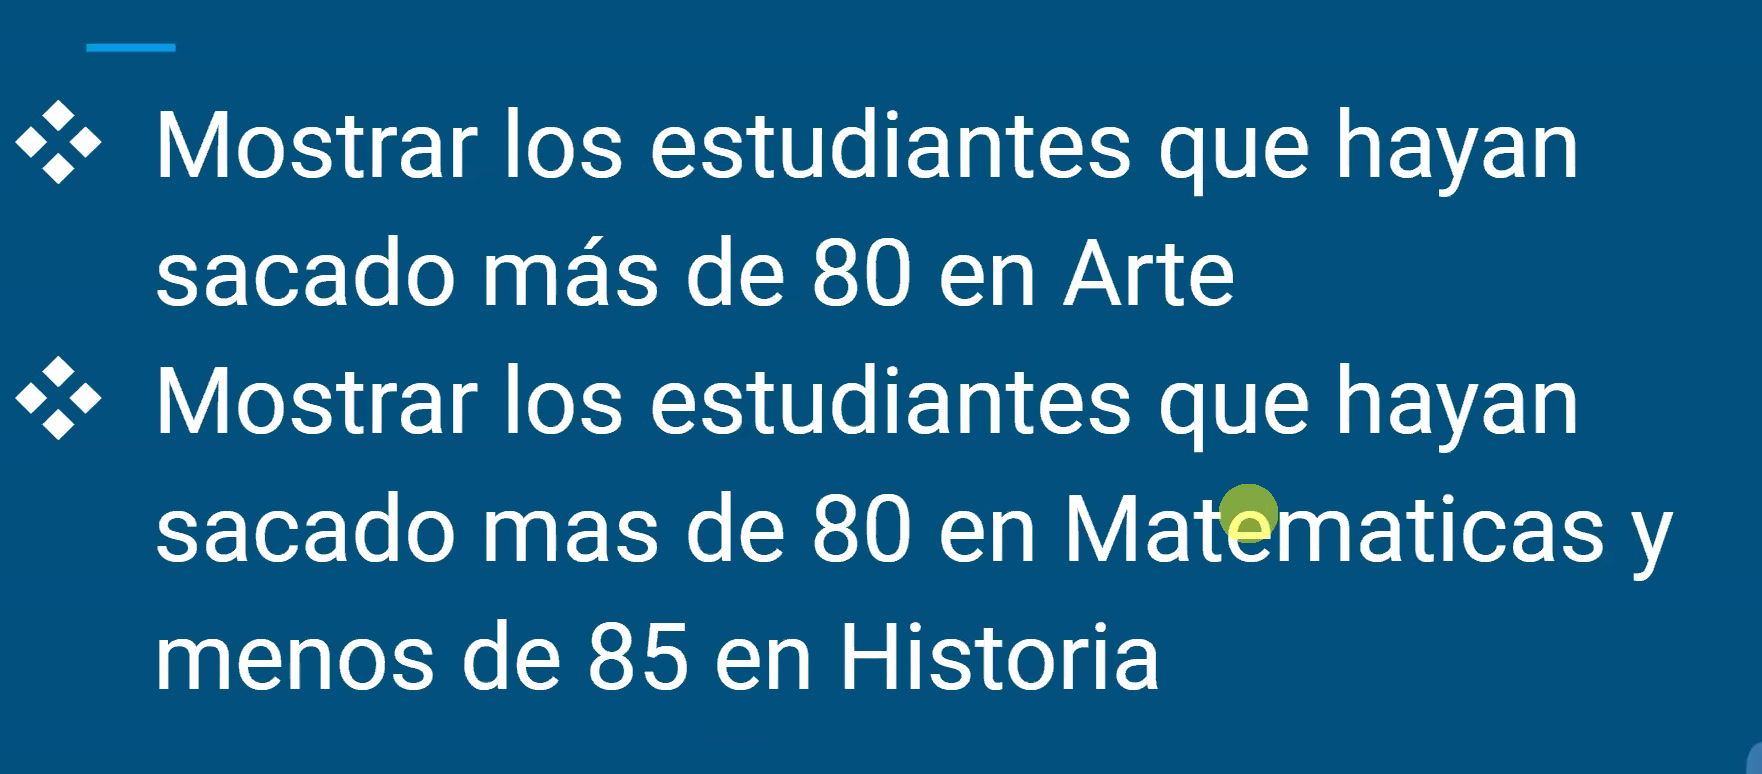 Mostrar los estudiantes que hayan
sacado más de 80 en Arte
Mostrar los estudiantes que hayan
sacado mas de 80 en Matematicas y
menos de 85 en Historia